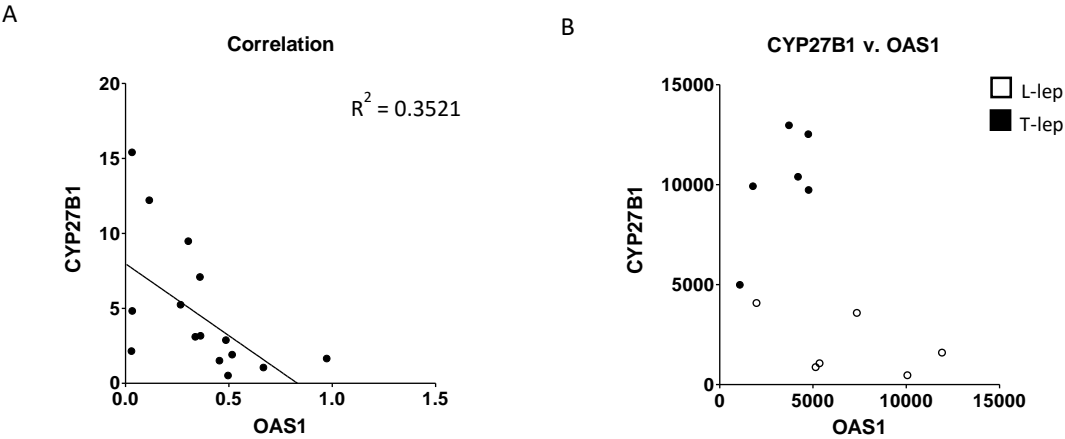 A
Correlation
R2 = 0.3521
20
15
10
5
0
CYP27B1
0.0 0.5 1.0 1.5
OAS1
B
CYP27B1 v. OAS1
L-lep
T-lep
15000
10000
5000
0
CYP27B1
0 5000 10000 15000
OAS1